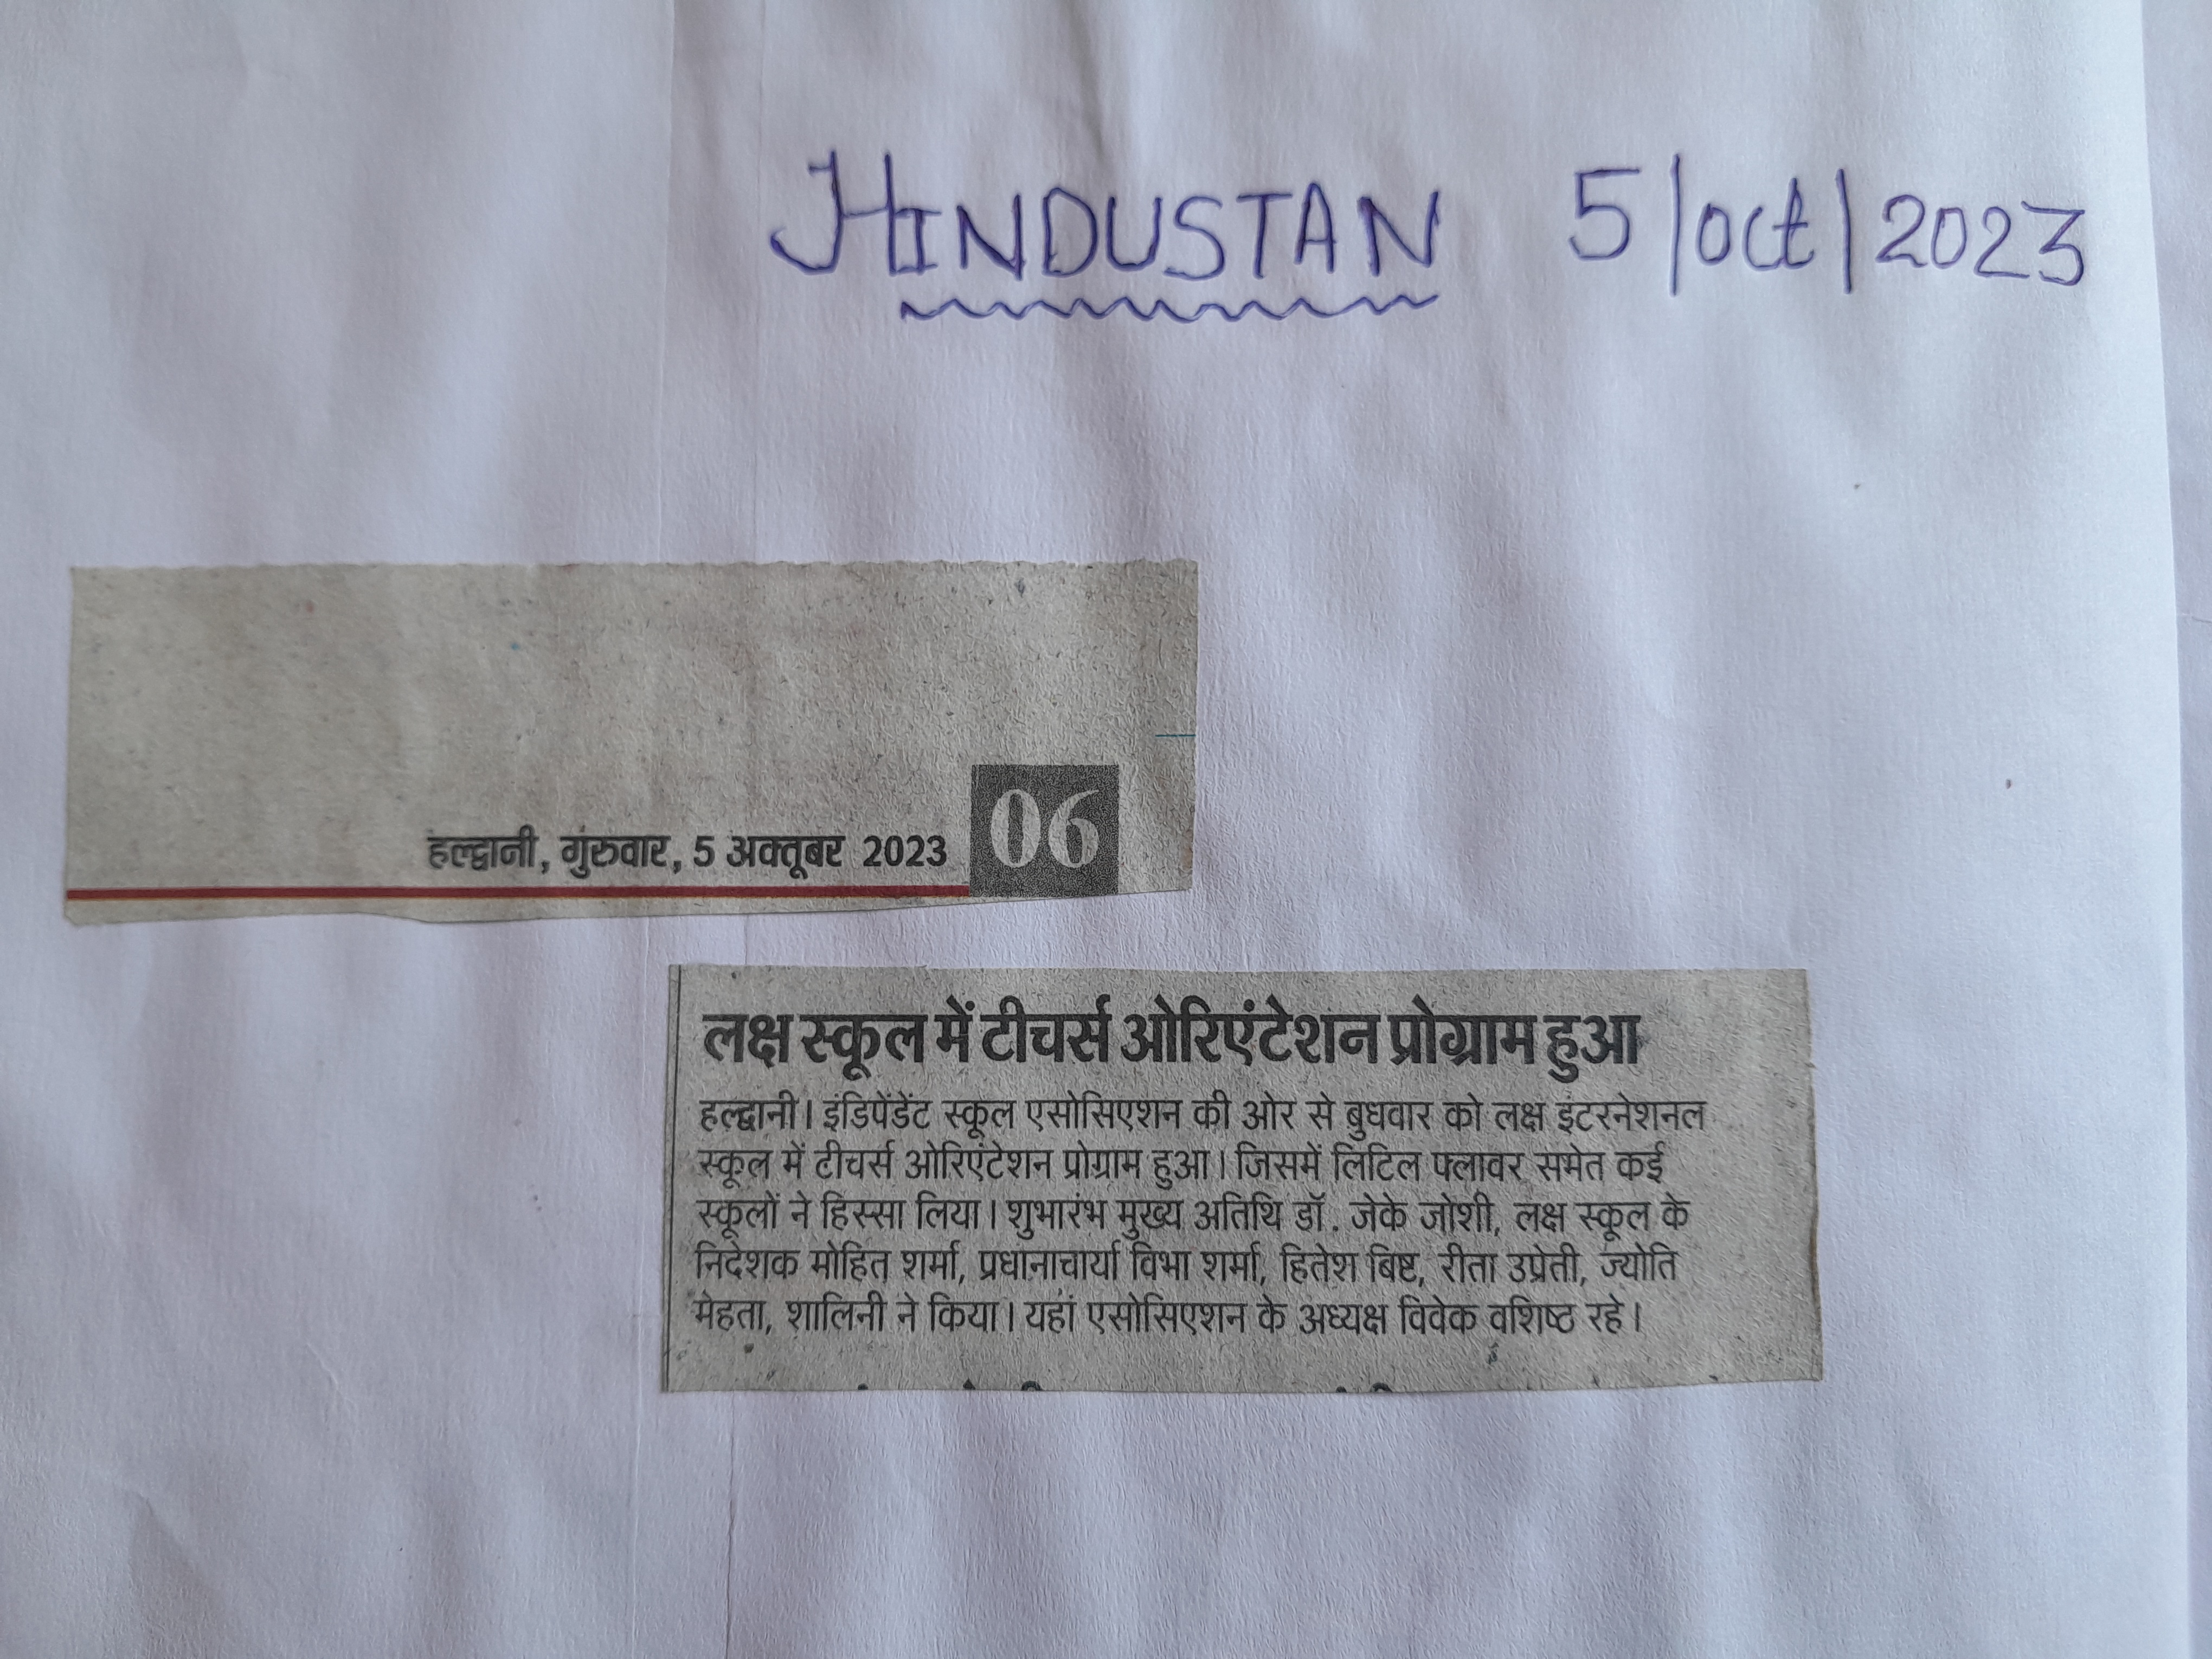 HINDUSTAN 5/oct/2023
हल्द्वानी, गुरुवार, 5 अक्तूबर 2023 06
लक्ष स्कूल में टीचर्स ओरिएंटेशन प्रोग्राम हुआ
हल्द्वानी। इंडिपेंडेंट स्कूल एसोसिएशन की ओर से बुधवार को लक्ष इंटरनेशनल
स्कूल में टीचर्स ओरिएंटेशन प्रोग्राम हुआ। जिसमें लिटिल फ्लावर समेत कई
स्कूलों ने हिस्सा लिया। शुभारंभ मुख्य अतिथि डॉ. जेके जोशी, लक्ष स्कूल के
निदेशक मोहित शर्मा, प्रधानाचार्या विभा शर्मा, हितेश बिष्ट, रीता उप्रेती, ज्योति
मेहता, शालिनी ने किया। यहां एसोसिएशन के अध्यक्ष विवेक वशिष्ठ रहे।